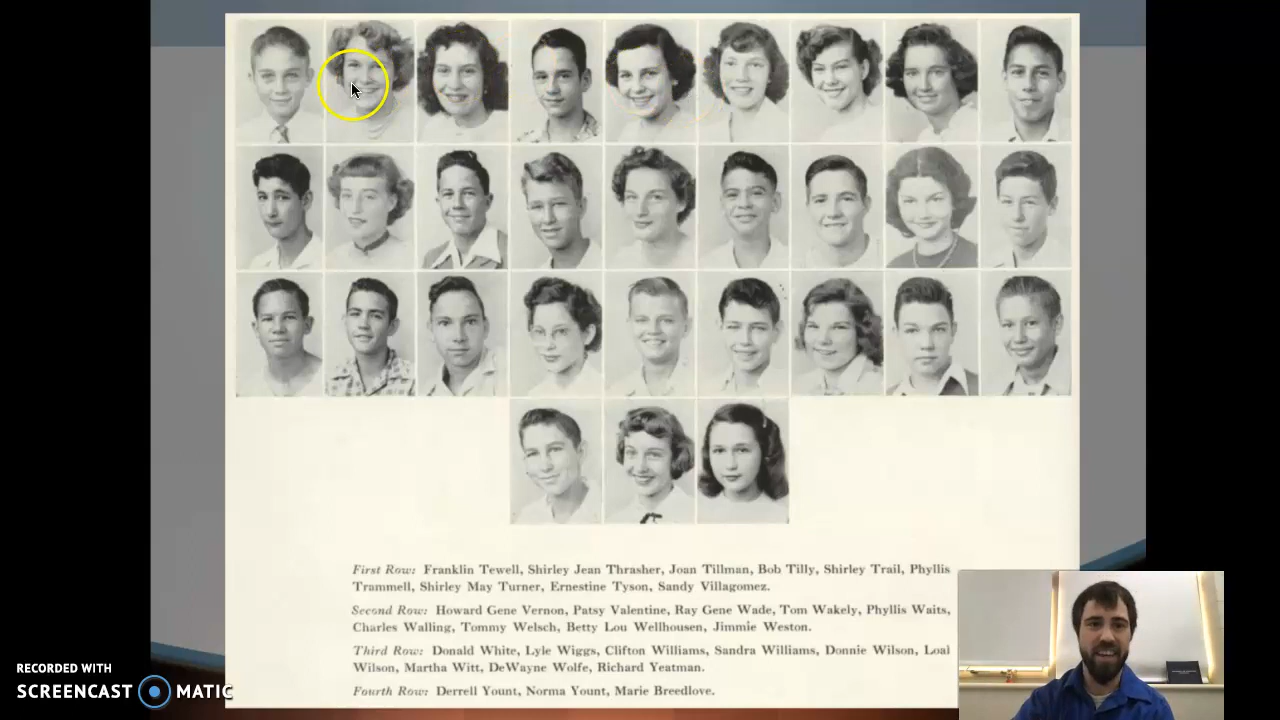 First Row: Franklin Tewell, Shirley Jean Thrasher, Joan Tillman, Bob Tilly, Shirley Trail, Phyllis
Trammell, Shirley May Turner, Ernestine Tyson, Sandy Villagomez.
Second Row: Howard Gene Vernon, Patsy Valentine, Ray Gene Wade, Tom Wakely, Phyllis Waits,
Charles Walling, Tommy Welsch, Betty Lou Wellhousen, Jimmie Weston.
Third Row: Donald White, Lyle Wiggs, Clifton Williams, Sandra Williams, Donnie Wilson, Loal
Wilson, Martha Witt, DeWayne Wolfe, Richard Yeatman.
Fourth Row: Derrell Yount, Norma Yount, Marie Breedlove.
RECORDED WITH
SCREENCAST MATIC